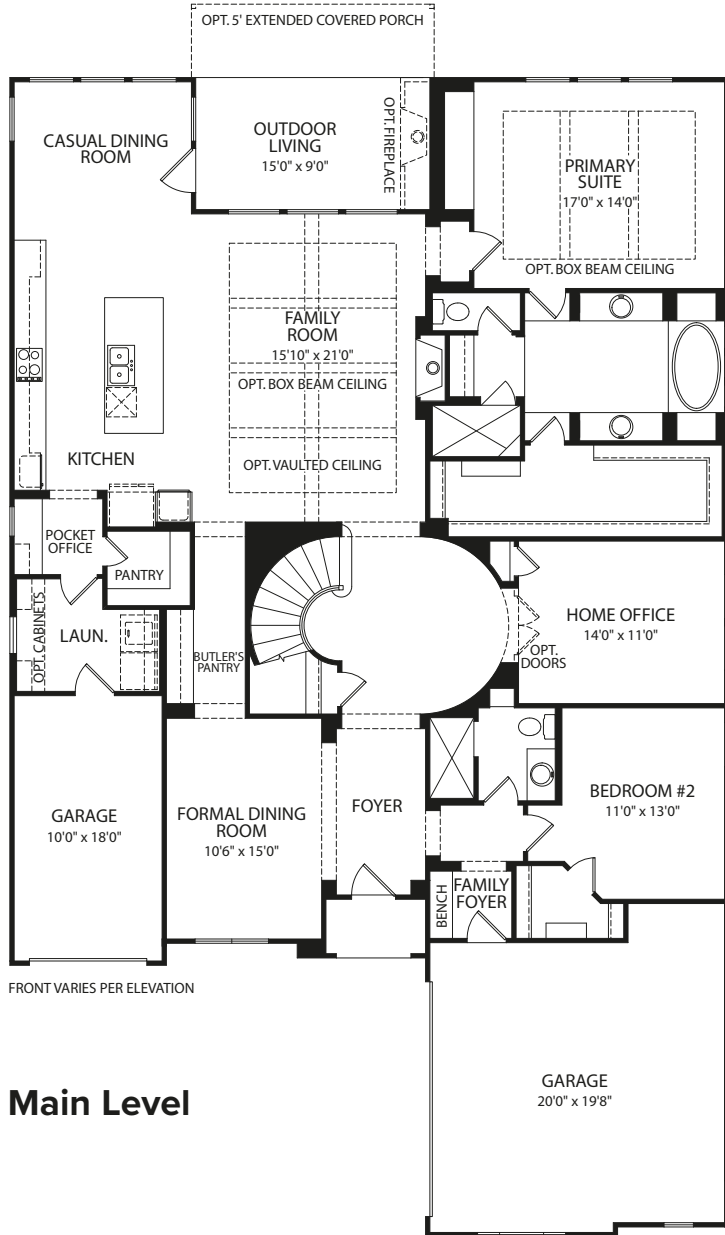 OPT. 5' EXTENDED COVERED PORCH
CASUAL DINING
ROOM
OUTDOOR
LIVING
15'0" x 9'0"
OPT. FIREPLACE
PRIMARY
SUITE
17'0" x 14'0"
OPT. BOX BEAM CEILING
FAMILY
ROOM
15'10" x 21'0"
OPT. BOX BEAM CEILING
OPT. VAULTED CEILING
KITCHEN
POCKET
OFFICE
PANTRY
OPT. CABINETS
LAUN.
BUTLER'S
PANTRY
HOME OFFICE
14'0" x 11'0"
OPT.
DOORS
GARAGE
10'0" x 18'0"
FORMAL DINING
ROOM
10'6" x 15'0"
FOYER
BEDROOM #2
11'0" x 13'0"
BENCH
FAMILY
FOYER
FRONT VARIES PER ELEVATION
GARAGE
20'0" x 19'8"
Main Level